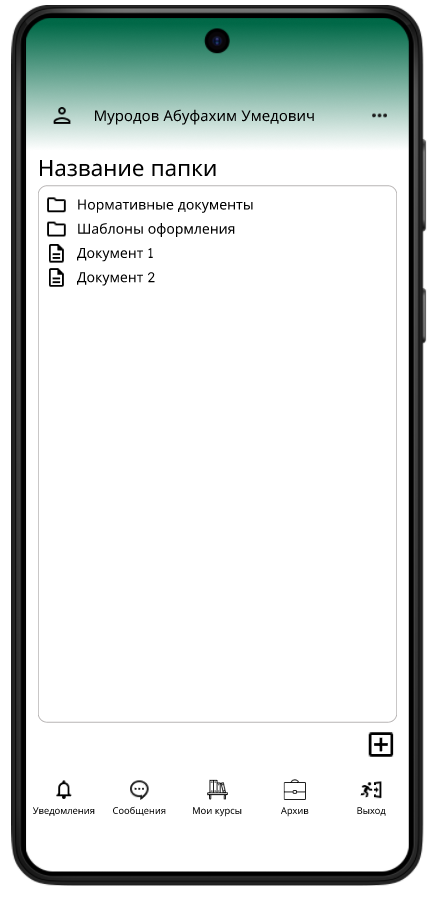 Муродов Абуфахим Умедович
Название папки
Нормативные документы
Шаблоны оформления
Документ 1
Документ 2
Уведомления Сообщения Мои курсы Архив Выход